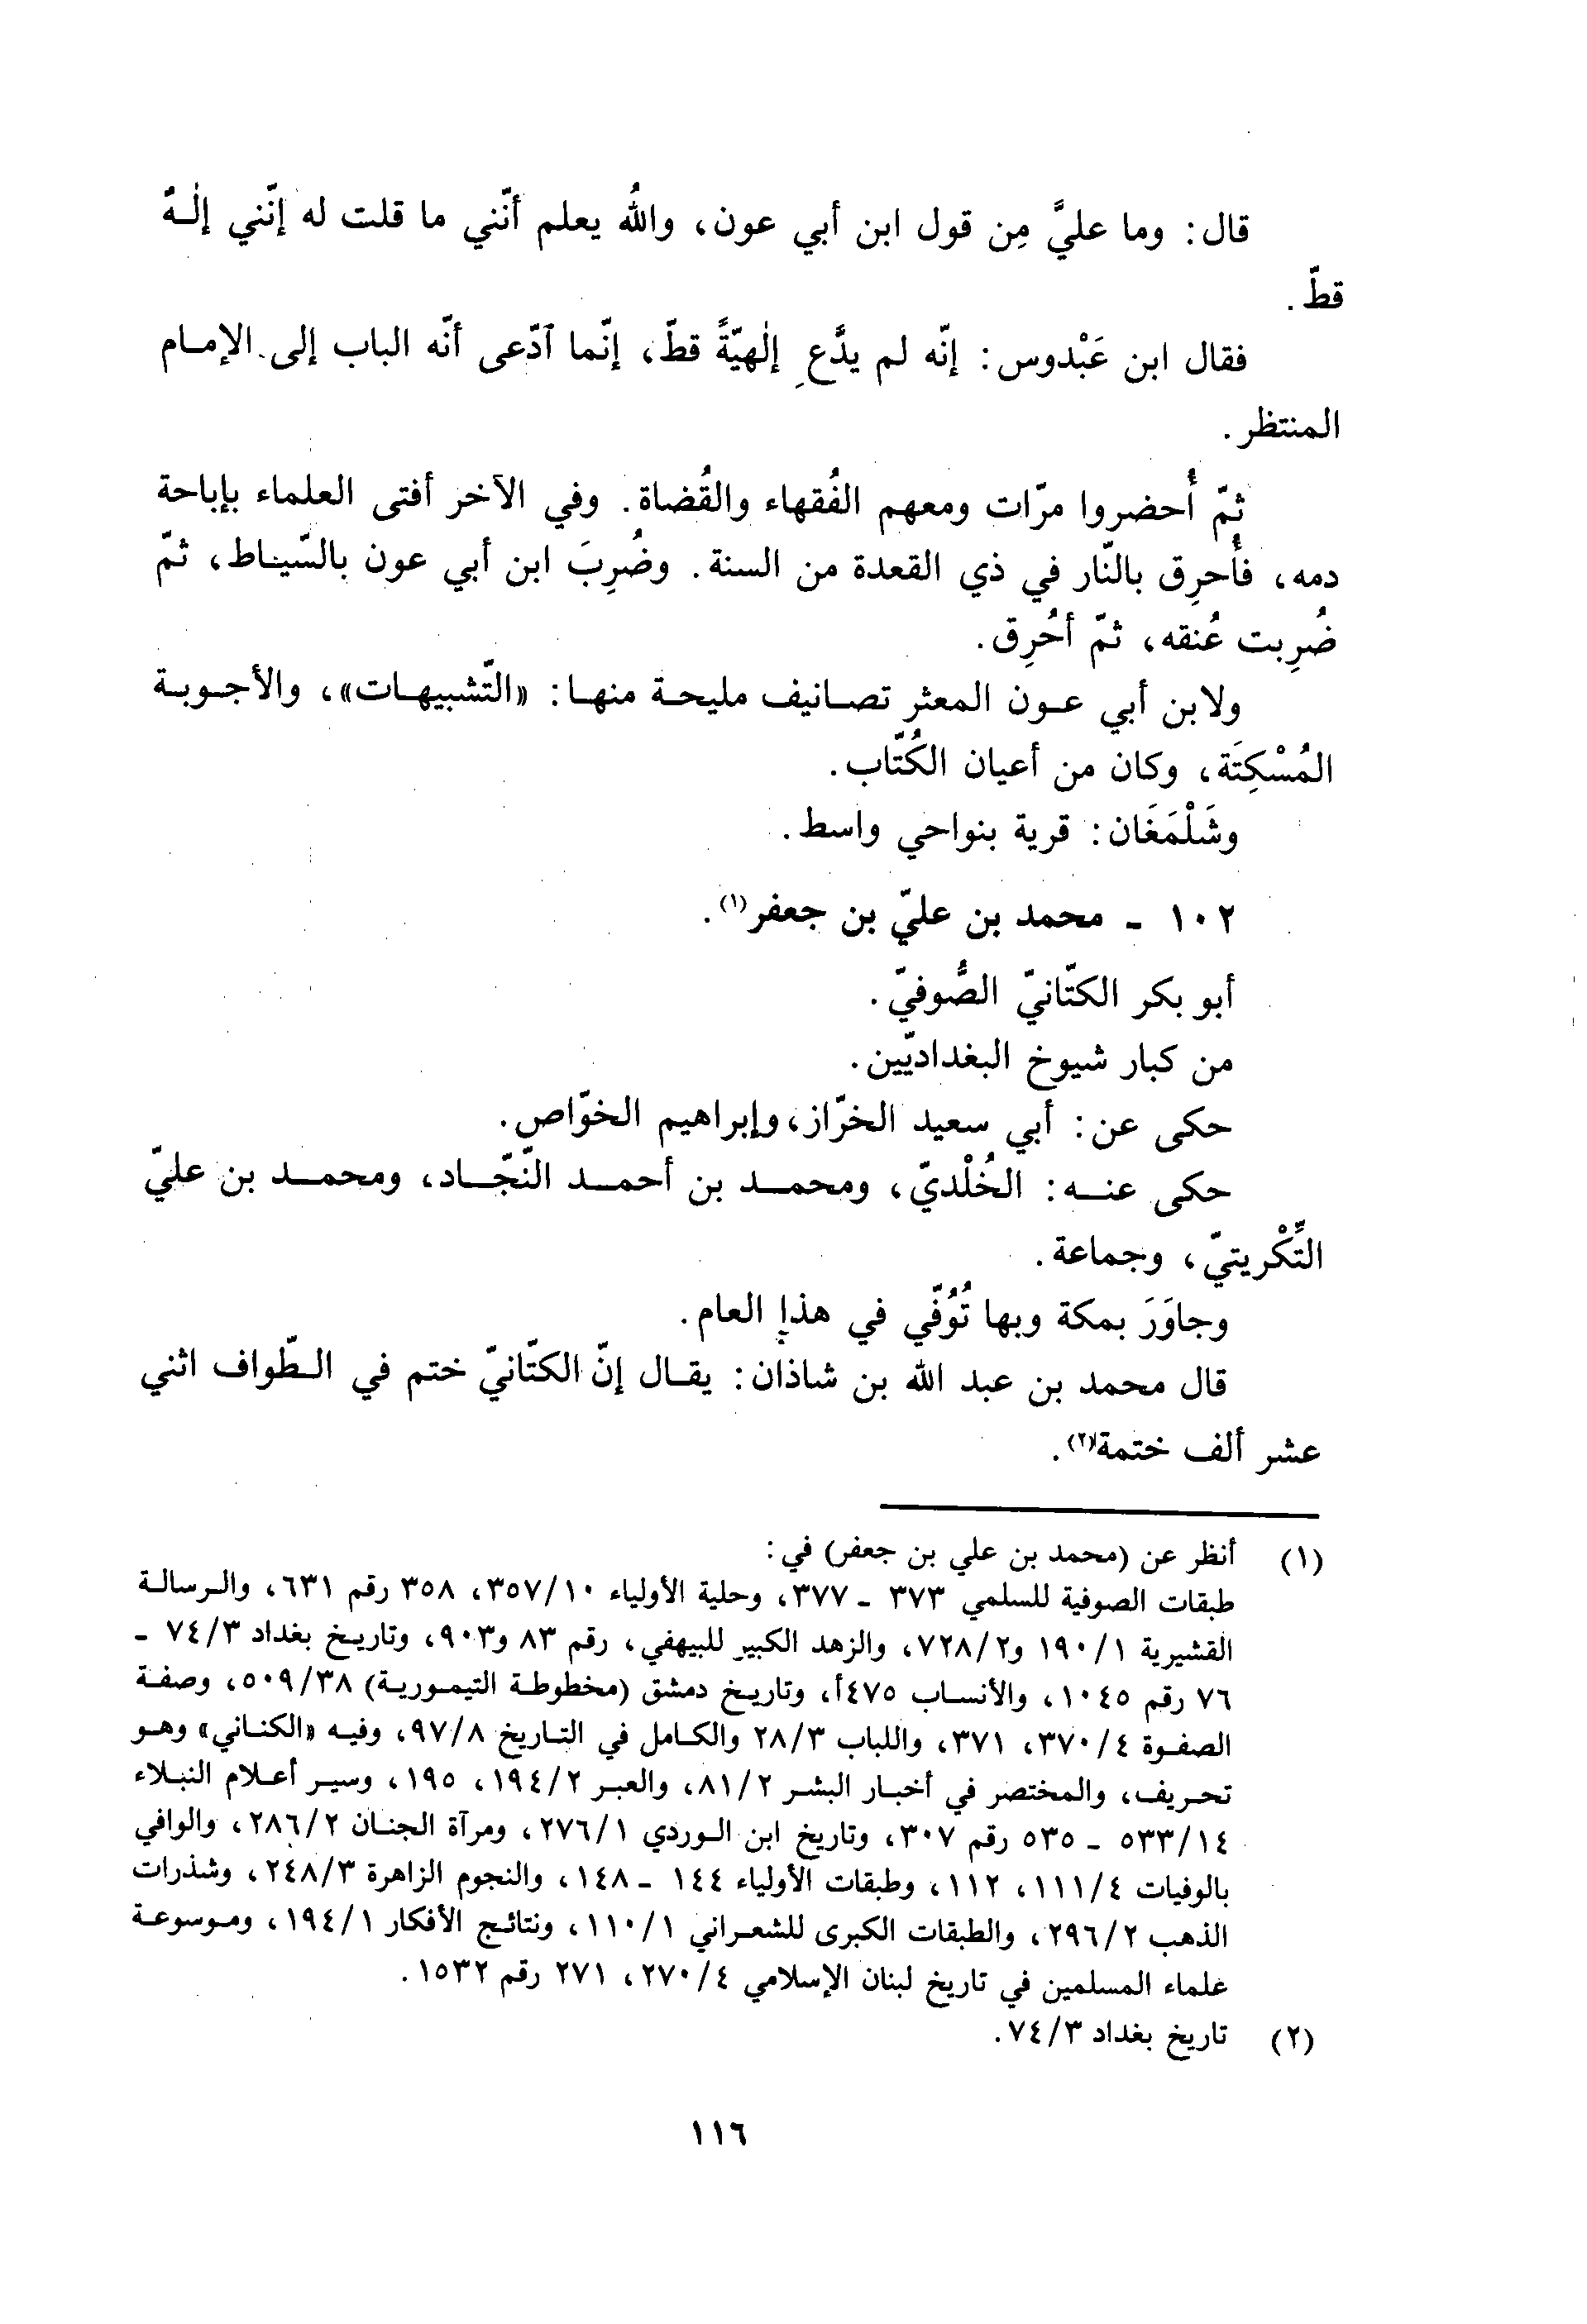 قال: وما عليَّ مِن قول ابن أبي عون، واللهُ يعلم أنّني ما قلت له إنّني إلٰهٌ
قطّ.
فقال ابن عَبْدوس: إنّه لم يدَّعِ إلٰهيّةً قطّ، إنّما ٱدّعى أنّه الباب إلى الإمام
المنتظر.
ثمّ أُحضروا مرّات ومعهم الفُقهاء والقُضاة. وفي الآخر أفتى العلماء بإباحة
دمه، فأُحرِق بالنّار في ذي القعدة من السنة. وضُرِبَ ابن أبي عون بالسّياط، ثمّ
ضُرِبت عُنقه، ثمّ أحُرِق.
ولابن أبي عون المعثر تصانيف مليحة منها: «التّشبيهات»، والأجوبة
المُسْكِتَة، وكان من أعيان الكُتّاب.
وشَلْمَغَان: قرية بنواحي واسط.
١٠٢ ـ محمد بن عليّ بن جعفر(١).
أبو بكر الكتّانيّ الصُّوفيّ.
من كبار شيوخ البغداديّين.
حكى عن: أبي سعيد الخرّاز، وإبراهيم الخوّاص.
حكى عنه: الخُلْديّ، ومحمد بن أحمد النّجّاد، ومحمد بن عليّ
التِّكْريتيّ، وجماعة.
وجاوَرَ بمكة وبها تُوُفّي في هذا العام.
قال محمد بن عبد الله بن شاذان: يقال إنّ الكتّانيّ ختم في الطّواف اثني
عشر ألف ختمة(٢).
(١) أنظر عن (محمد بن علي بن جعفر) في:
طبقات الصوفية للسلمي ٣٧٣ ـ ٣٧٧، وحلية الأولياء ٣٥٧/١٠، ٣٥٨ رقم ٦٣١، والرسالة
القشيرية ١٩٠/١ و٧٢٨/٢، والزهد الكبير للبيهفي، رقم ٨٣ و٩٠٣، وتاريخ بغداد ٧٤/٣ ـ
٧٦ رقم ١٠٤٥، والأنساب ٤٧٥أ، وتاريخ دمشق (مخطوطة التيمورية) ٥٠٩/٣٨، وصفة
الصفوة ٣٧٠/٤، ٣٧١، واللباب ٢٨/٣ والكامل في التاريخ ٩٧/٨، وفيه «الكناني» وهو
تحريف، والمختصر في أخبار البشر ٨١/٢، والعبر ١٩٤/٢، ١٩٥، وسير أعلام النبلاء
٥٣٣/١٤ ـ ٥٣٥ رقم ٣٠٧، وتاريخ ابن الوردي ٢٧٦/١، ومرآة الجنان ٢٨٦/٢، والوافي
بالوفيات ١١١/٤، ١١٢، وطبقات الأولياء ١٤٤ ـ ١٤٨، والنجوم الزاهرة ٢٤٨/٣، وشذرات
الذهب ٢٩٦/٢، والطبقات الكبرى للشعراني ١١٠/١، ونتائج الأفكار ١٩٤/١، وموسوعة
علماء المسلمين في تاريخ لبنان الإسلامي ٢٧٠/٤، ٢٧١ رقم ١٥٣٢.
(٢) تاريخ بغداد ٧٤/٣.
١١٦